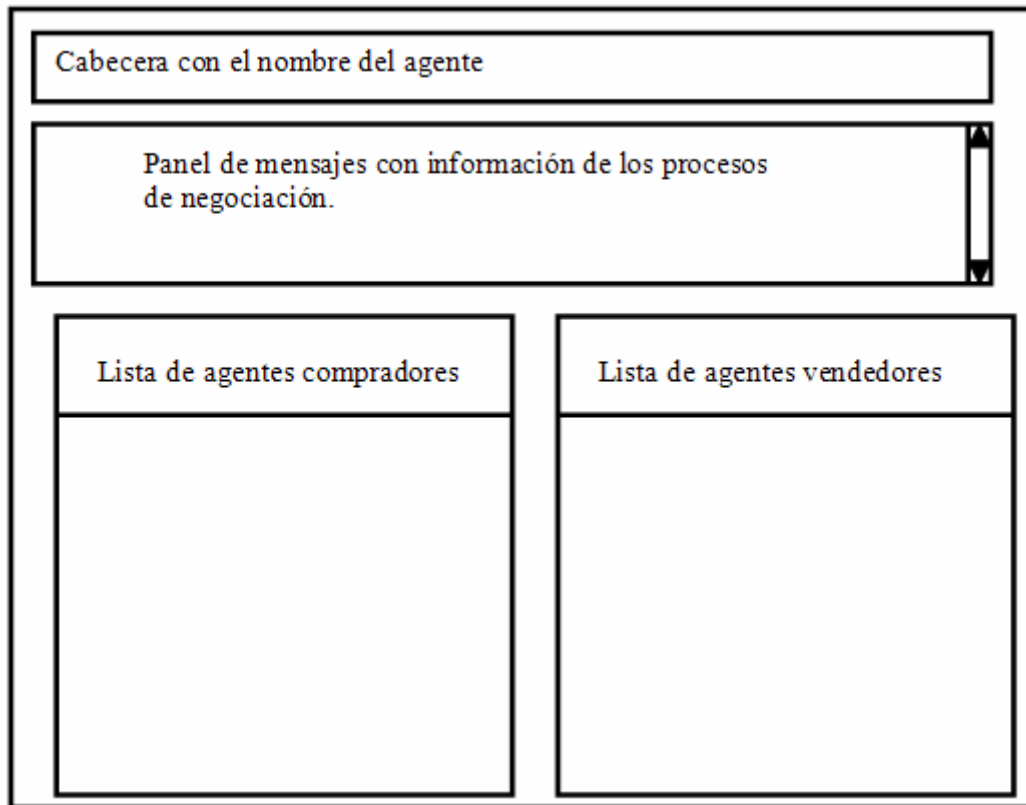 Cabecera con el nombre del agente
Panel de mensajes con información de los procesos
de negociación.
Lista de agentes compradores
Lista de agentes vendedores